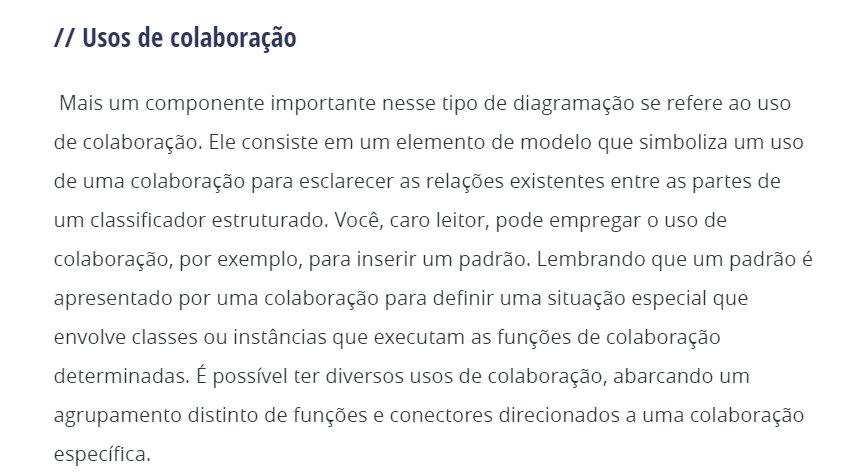 // Usos de colaboração
Mais um componente importante nesse tipo de diagramação se refere ao uso
de colaboração. Ele consiste em um elemento de modelo que simboliza um uso
de uma colaboração para esclarecer as relações existentes entre as partes de
um classificador estruturado. Você, caro leitor, pode empregar o uso de
colaboração, por exemplo, para inserir um padrão. Lembrando que um padrão é
apresentado por uma colaboração para definir uma situação especial que
envolve classes ou instâncias que executam as funções de colaboração
determinadas. É possível ter diversos usos de colaboração, abarcando um
agrupamento distinto de funções e conectores direcionados a uma colaboração
específica.